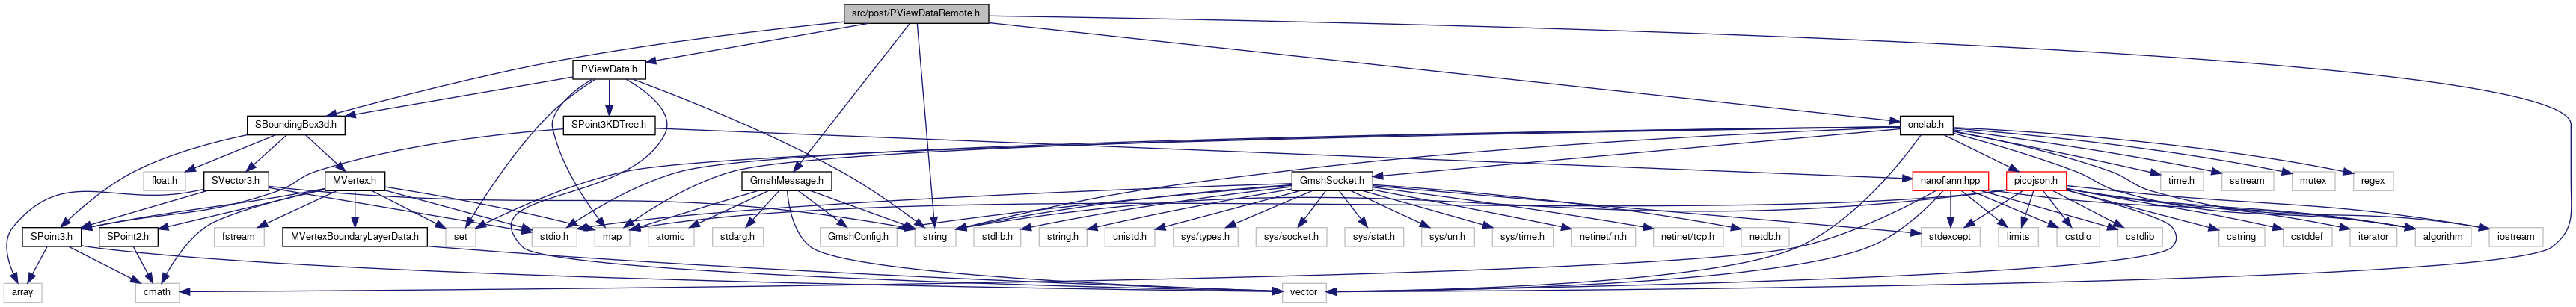 src/post/PViewDataRemote.h
PViewData.h
SBoundingBox3d.h
SPoint3KDTree.h
onelab.h
float.h
SVector3.h
MVertex.h
GmshMessage.h
GmshSocket.h
nanoflann.hpp
picojson.h
time.h
sstream
mutex
regex
SPoint3.h
SPoint2.h
fstream
MVertexBoundaryLayerData.h
set
stdio.h
map
atomic
stdarg.h
GmshConfig.h
string
stdlib.h
string.h
unistd.h
sys/types.h
sys/socket.h
sys/stat.h
sys/un.h
sys/time.h
netinet/in.h
netinet/tcp.h
netdb.h
stdexcept
limits
cstdio
cstdlib
cstring
cstddef
iterator
algorithm
iostream
array
cmath
vector